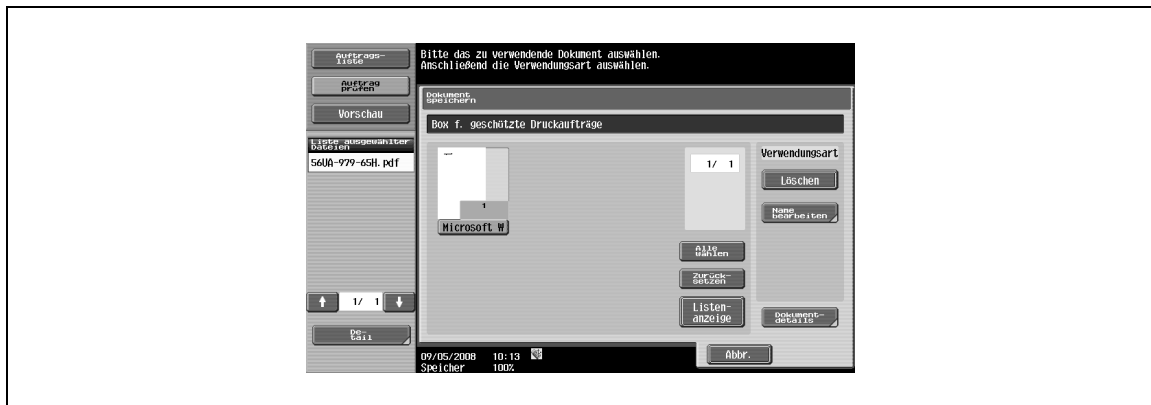 Auftrags-
liste
Auftrag
prüfen
Vorschau
Liste ausgewählter
Dateien
56UA-979-65H.pdf
1/ 1
De-
tail
Bitte das zu verwendende Dokument auswählen.
Anschließend die Verwendungsart auswählen.
Dokument
speichern
Box f. geschützte Druckaufträge
1
Microsoft W
1/ 1
Alle
wählen
Zurück-
setzen
Listen-
anzeige
Verwendungsart
Löschen
Name
bearbeiten
Dokument-
details
Abbr.
09/05/2008 10:13
Speicher 100%